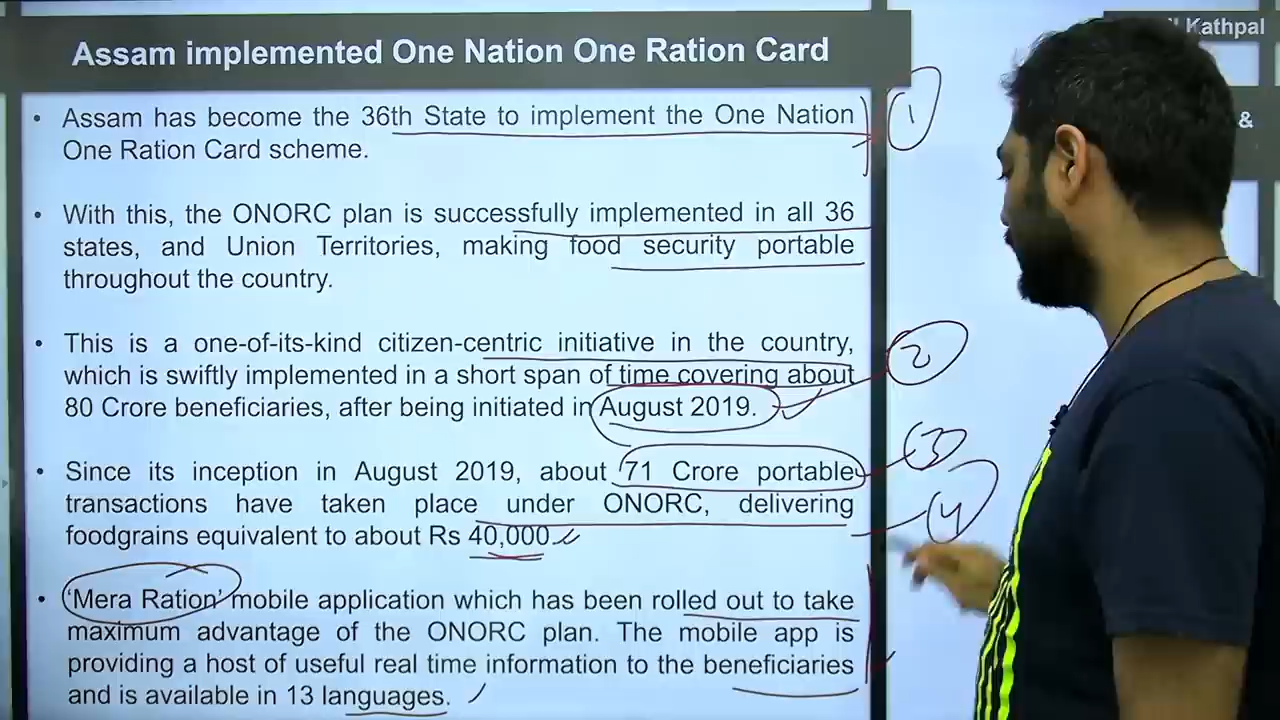 Assam implemented One Nation One Ration Card
Kathpal
&
• Assam has become the 36th State to implement the One Nation
One Ration Card scheme.
1
• With this, the ONORC plan is successfully implemented in all 36
states, and Union Territories, making food security portable
throughout the country.
• This is a one-of-its-kind citizen-centric initiative in the country,
which is swiftly implemented in a short span of time covering about
80 Crore beneficiaries, after being initiated in August 2019.
2
• Since its inception in August 2019, about 71 Crore portable
transactions have taken place under ONORC, delivering
foodgrains equivalent to about Rs 40,000
3
4
• 'Mera Ration' mobile application which has been rolled out to take
maximum advantage of the ONORC plan. The mobile app is
providing a host of useful real time information to the beneficiaries
and is available in 13 languages.